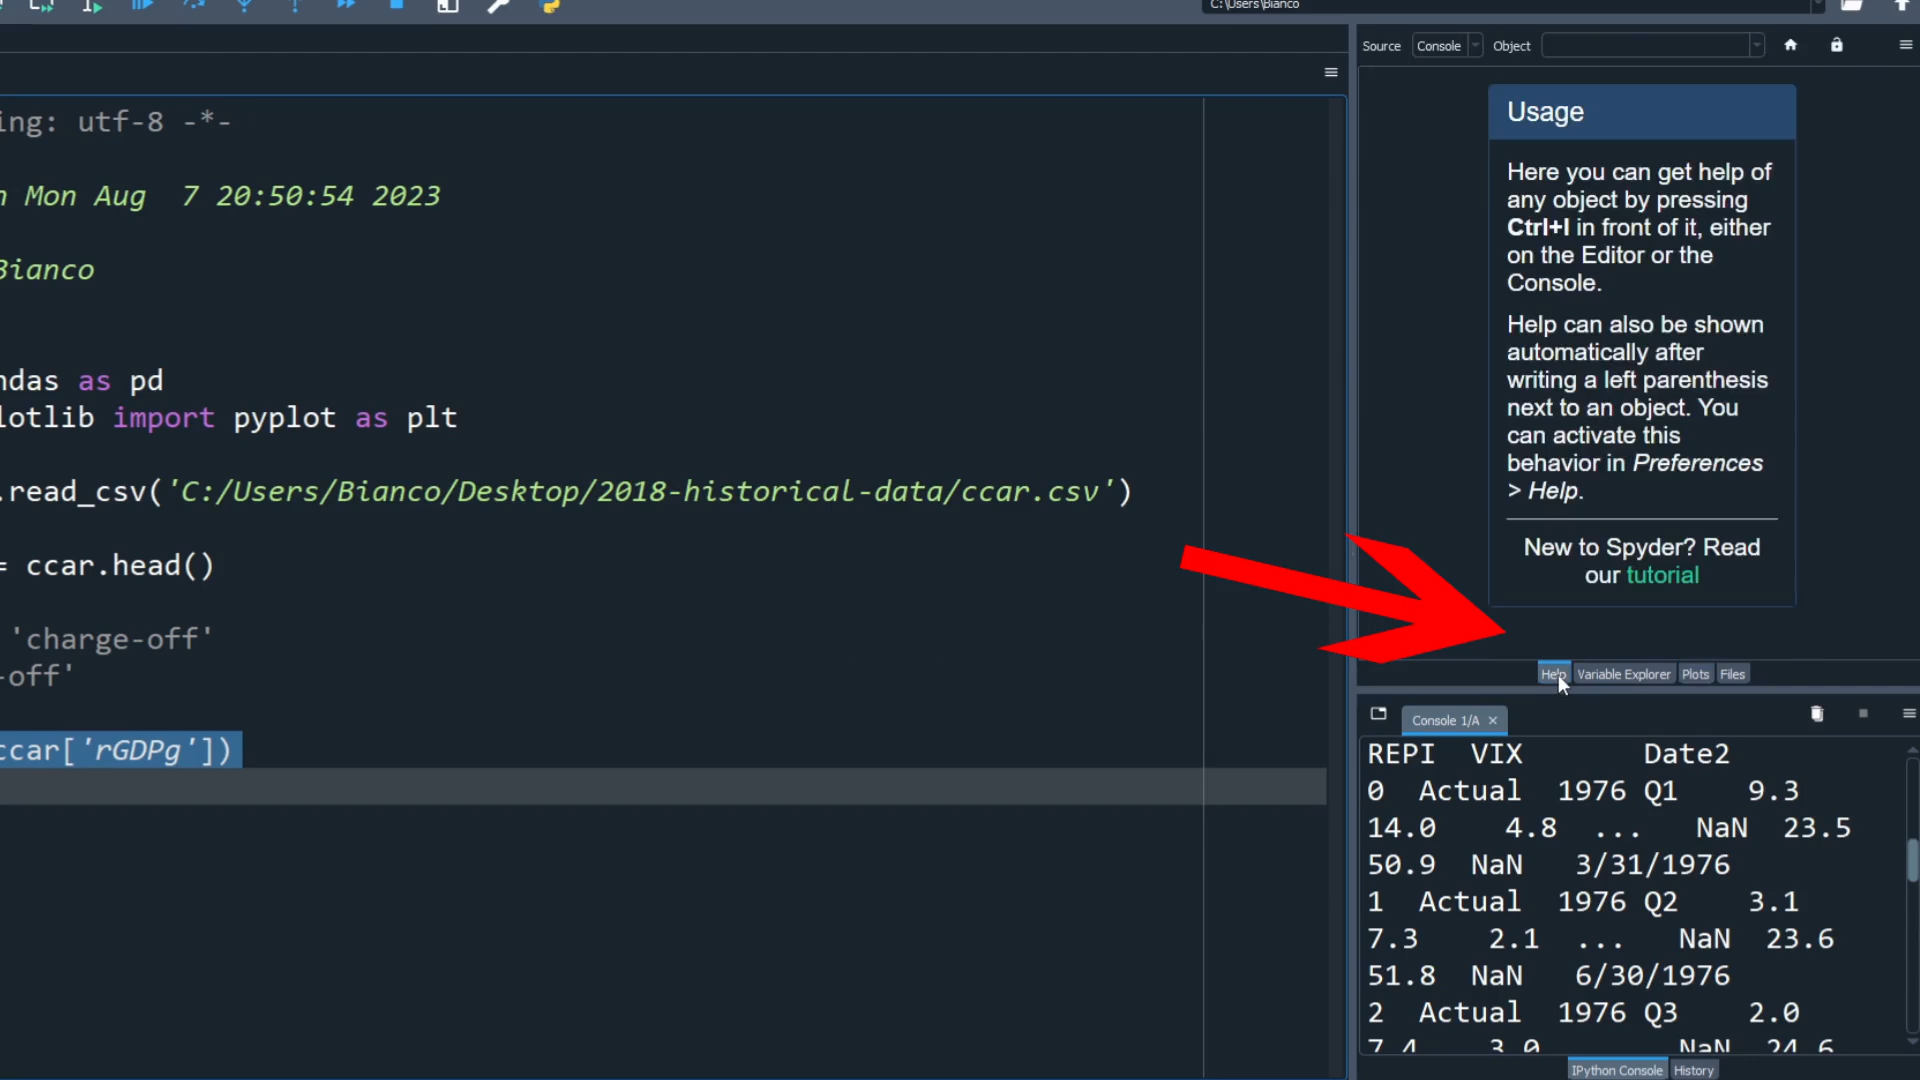 C:\Users\Bianco
Source Console Object
ing: utf-8 -*-
n Mon Aug  7 20:50:54 2023
Bianco
ndas as pd
lotlib import pyplot as plt
.read_csv('C:/Users/Bianco/Desktop/2018-historical-data/ccar.csv')
= ccar.head()
'charge-off'
-off'
ccar['rGDPg'])
Usage
Here you can get help of
any object by pressing
Ctrl+I in front of it, either
on the Editor or the
Console.
Help can also be shown
automatically after
writing a left parenthesis
next to an object. You
can activate this
behavior in Preferences
> Help.
New to Spyder? Read
our tutorial
Help Variable Explorer Plots Files
Console 1/A
REPI VIX Date2
0 Actual 1976 Q1 9.3
14.0 4.8 ... NaN 23.5
50.9 NaN 3/31/1976
1 Actual 1976 Q2 3.1
7.3 2.1 ... NaN 23.6
51.8 NaN 6/30/1976
2 Actual 1976 Q3 2.0
7.4 3.0 NaN 24.6
IPython Console History